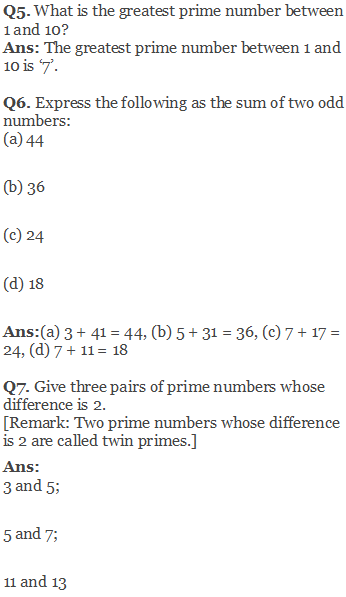 Q5. What is the greatest prime number between
1 and 10?
Ans: The greatest prime number between 1 and
10 is ‘7’.
Q6. Express the following as the sum of two odd
numbers:
(a) 44
(b) 36
(c) 24
(d) 18
Ans:(a) 3 + 41 = 44, (b) 5 + 31 = 36, (c) 7 + 17 =
24, (d) 7 + 11 = 18
Q7. Give three pairs of prime numbers whose
difference is 2.
[Remark: Two prime numbers whose difference
is 2 are called twin primes.]
Ans:
3 and 5;
5 and 7;
11 and 13